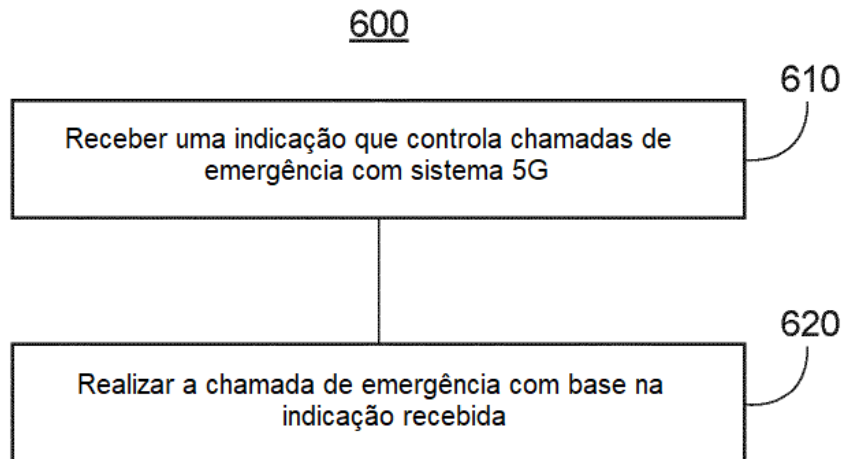 600
610
Receber uma indicação que controla chamadas de
emergência com sistema 5G
620
Realizar a chamada de emergência com base na
indicação recebida